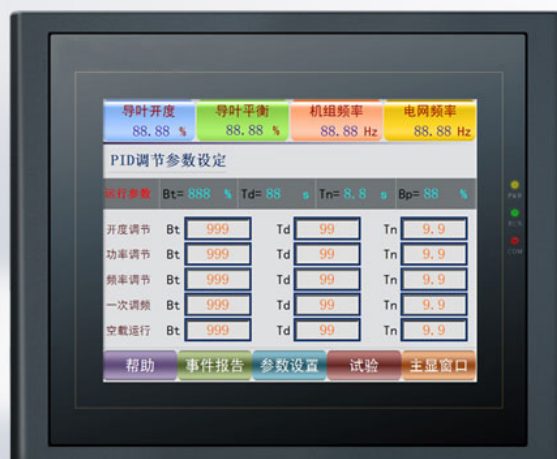 导叶开度 导叶平衡 机组频率 电网频率
88.88 % 88.88 % 88.88 Hz 88.88 Hz
PID调节参数设定
运行参数 Bt= 888 % Td= 88 s Tn= 8.8 s Bp= 88 %
PWR
开度调节 Bt 999 Td 99 Tn 9.9
RUN
功率调节 Bt 999 Td 99 Tn 9.9
COM
频率调节 Bt 999 Td 99 Tn 9.9
一次调频 Bt 999 Td 99 Tn 9.9
空载运行 Bt 999 Td 99 Tn 9.9
帮助 事件报告 参数设置 试验 主显窗口